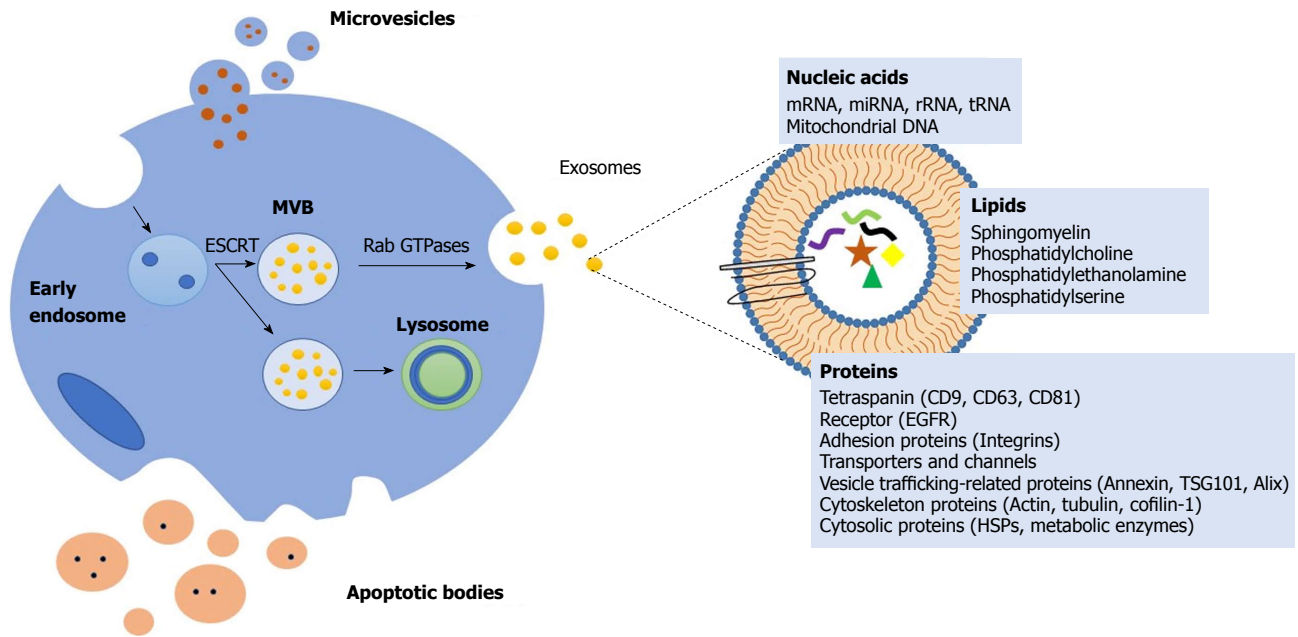 Microvesicles
Nucleic acids
mRNA, miRNA, rRNA, tRNA
Mitochondrial DNA
Exosomes
Lipids
Sphingomyelin
Phosphatidylcholine
Phosphatidylethanolamine
Phosphatidylserine
MVB
ESCRT
Rab GTPases
Early
endosome
Lysosome
Proteins
Tetraspanin (CD9, CD63, CD81)
Receptor (EGFR)
Adhesion proteins (Integrins)
Transporters and channels
Vesicle trafficking-related proteins (Annexin, TSG101, Alix)
Cytoskeleton proteins (Actin, tubulin, cofilin-1)
Cytosolic proteins (HSPs, metabolic enzymes)
Apoptotic bodies